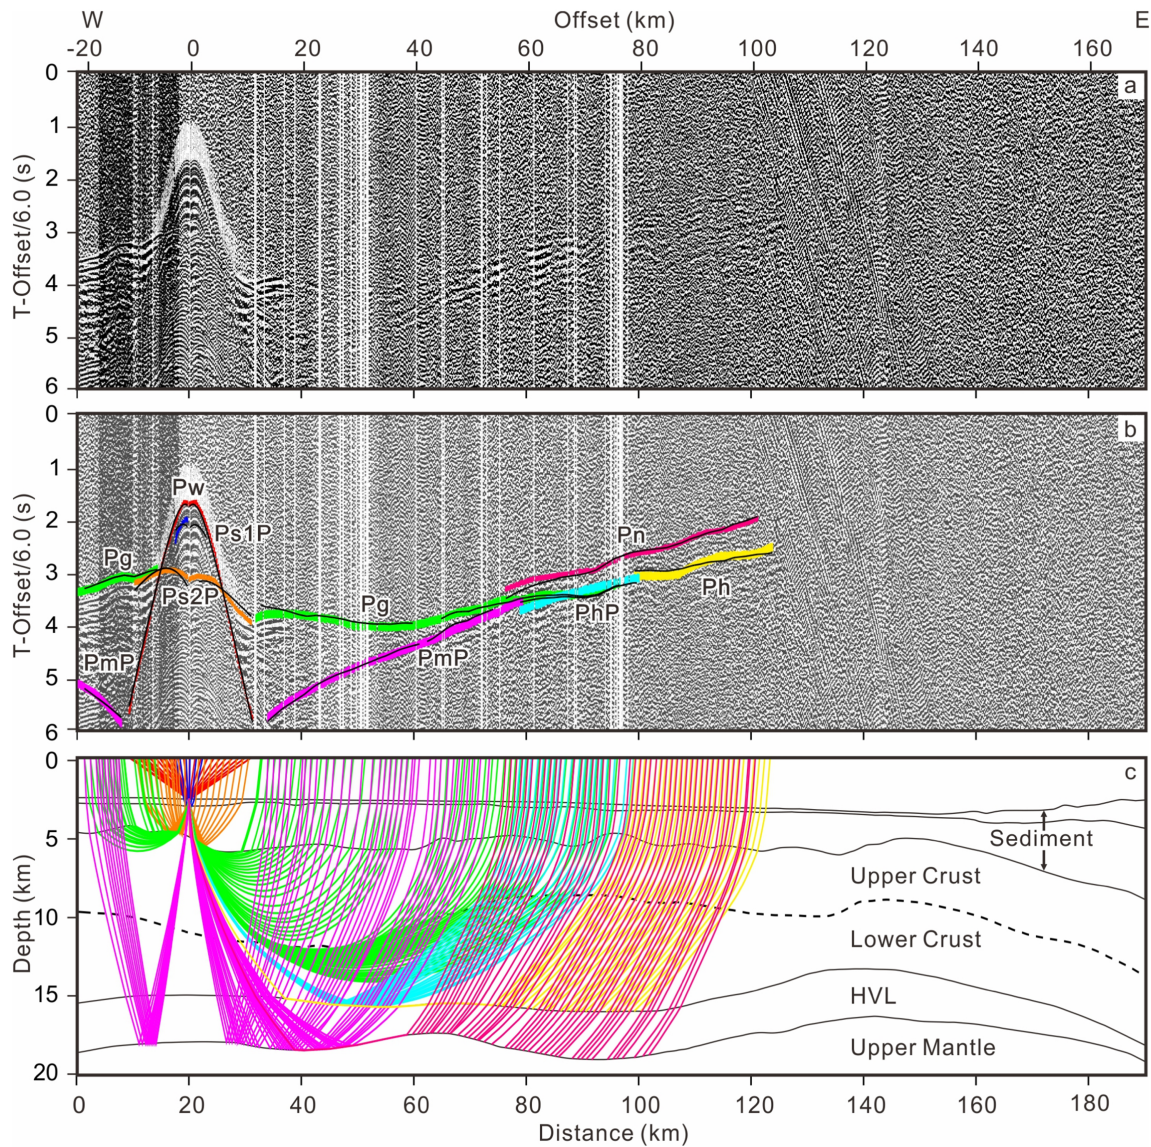 W Offset (km) E
-20 0 20 40 60 80 100 120 140 160
a
0
1
2
3
4
5
6
T-Offset/6.0 (s)
b
0
1
2
3
4
5
6
T-Offset/6.0 (s)
Pw
Ps1P
Pg
Ps2P
PmP
Pg
PmP
Pn
PhP
Ph
c
0
5
10
15
20
Depth (km)
Sediment
Upper Crust
Lower Crust
HVL
Upper Mantle
0 20 40 60 80 100 120 140 160 180
Distance (km)